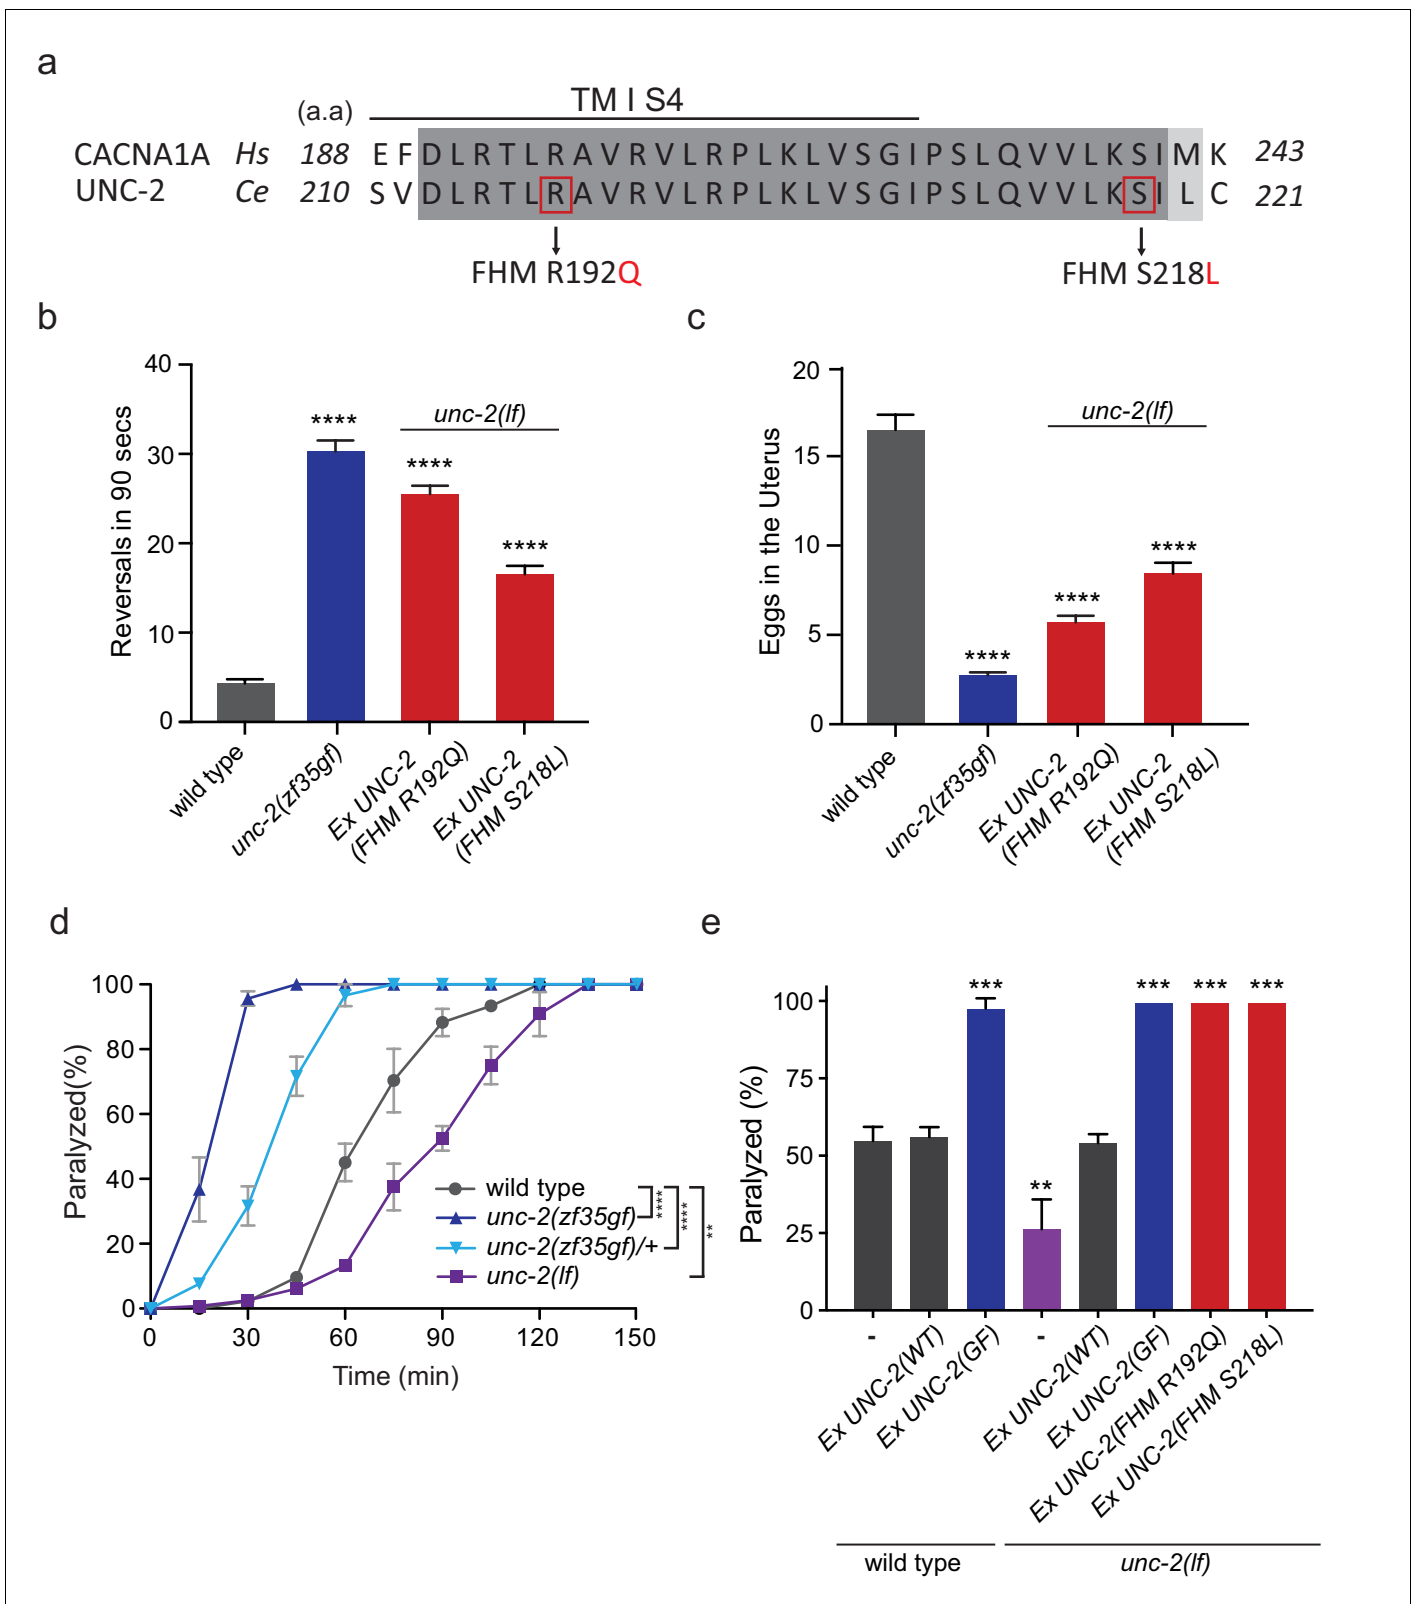 a
TM I S4
(a.a)
CACNA1A Hs 188 E F D L R T L R A V R V L R P L K L V S G I P S L Q V V L K S I M K 243
UNC-2 Ce 210 S V D L R T L R A V R V L R P L K L V S G I P S L Q V V L K S I L C 221
FHM R192Q
FHM S218L
b
Reversals in 90 secs
40
30
20
10
0
****
****
****
unc-2(lf)
wild type
unc-2(zf35gf)
Ex UNC-2
(FHM R192Q)
Ex UNC-2
(FHM S218L)
c
Eggs in the Uterus
20
15
10
5
0
****
****
****
unc-2(lf)
wild type
unc-2(zf35gf)
Ex UNC-2
(FHM R192Q)
Ex UNC-2
(FHM S218L)
d
Paralyzed(%)
100
80
60
40
20
0
0 30 60 90 120 150
Time (min)
wild type
unc-2(zf35gf)
unc-2(zf35gf)/+
unc-2(lf)
****
****
**
e
Paralyzed (%)
100
75
50
25
0
***
**
***
***
***
-
Ex UNC-2(WT)
Ex UNC-2(GF)
-
Ex UNC-2(WT)
Ex UNC-2(GF)
Ex UNC-2(FHM R192Q)
Ex UNC-2(FHM S218L)
wild type
unc-2(lf)